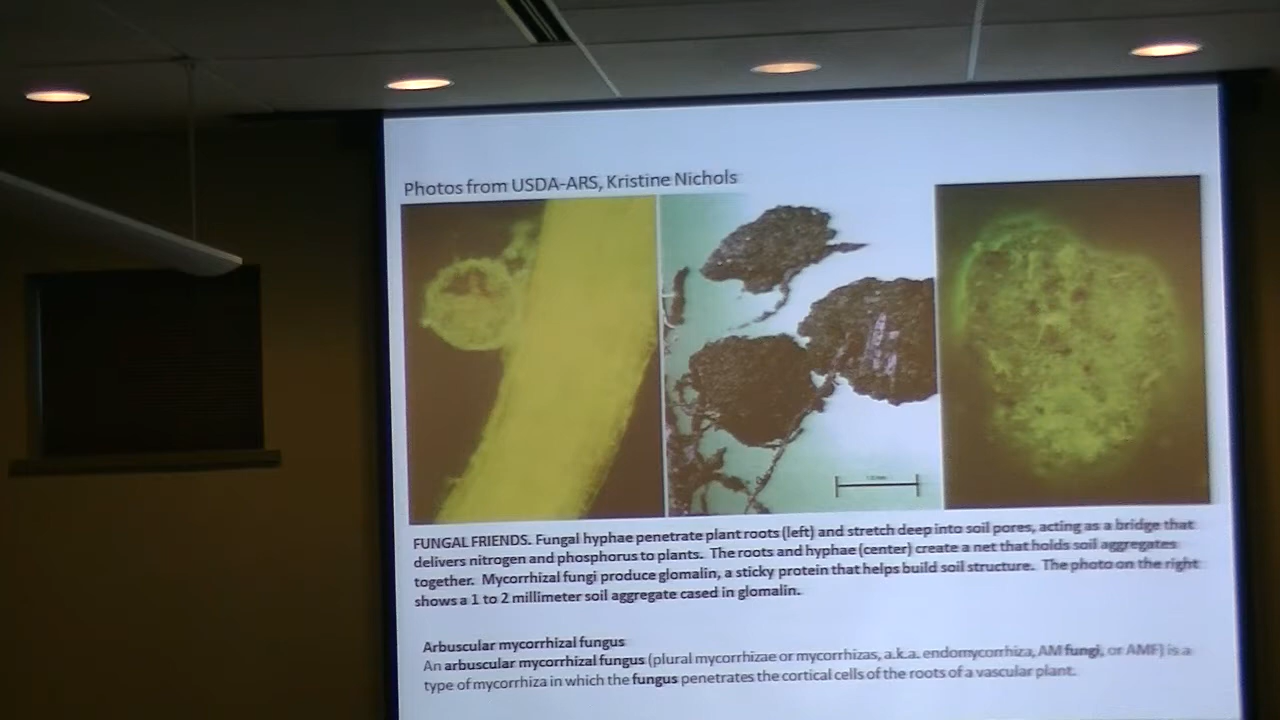 Photos from USDA-ARS, Kristine Nichols
FUNGAL FRIENDS. Fungal hyphae penetrate plant roots (left) and stretch deep into soil pores, acting as a bridge that
delivers nitrogen and phosphorus to plants. The roots and hyphae (center) create a net that holds soil aggregates
together. Mycorrhizal fungi produce glomalin, a sticky protein that helps build soil structure. The photo on the right
shows a 1 to 2 millimeter soil aggregate cased in glomalin.
Arbuscular mycorrhizal fungus
An arbuscular mycorrhizal fungus (plural mycorrhizae or mycorrhizas, a.k.a. endomycorrhiza, AM fungi, or AMF) is a
type of mycorrhiza in which the fungus penetrates the cortical cells of the roots of a vascular plant.